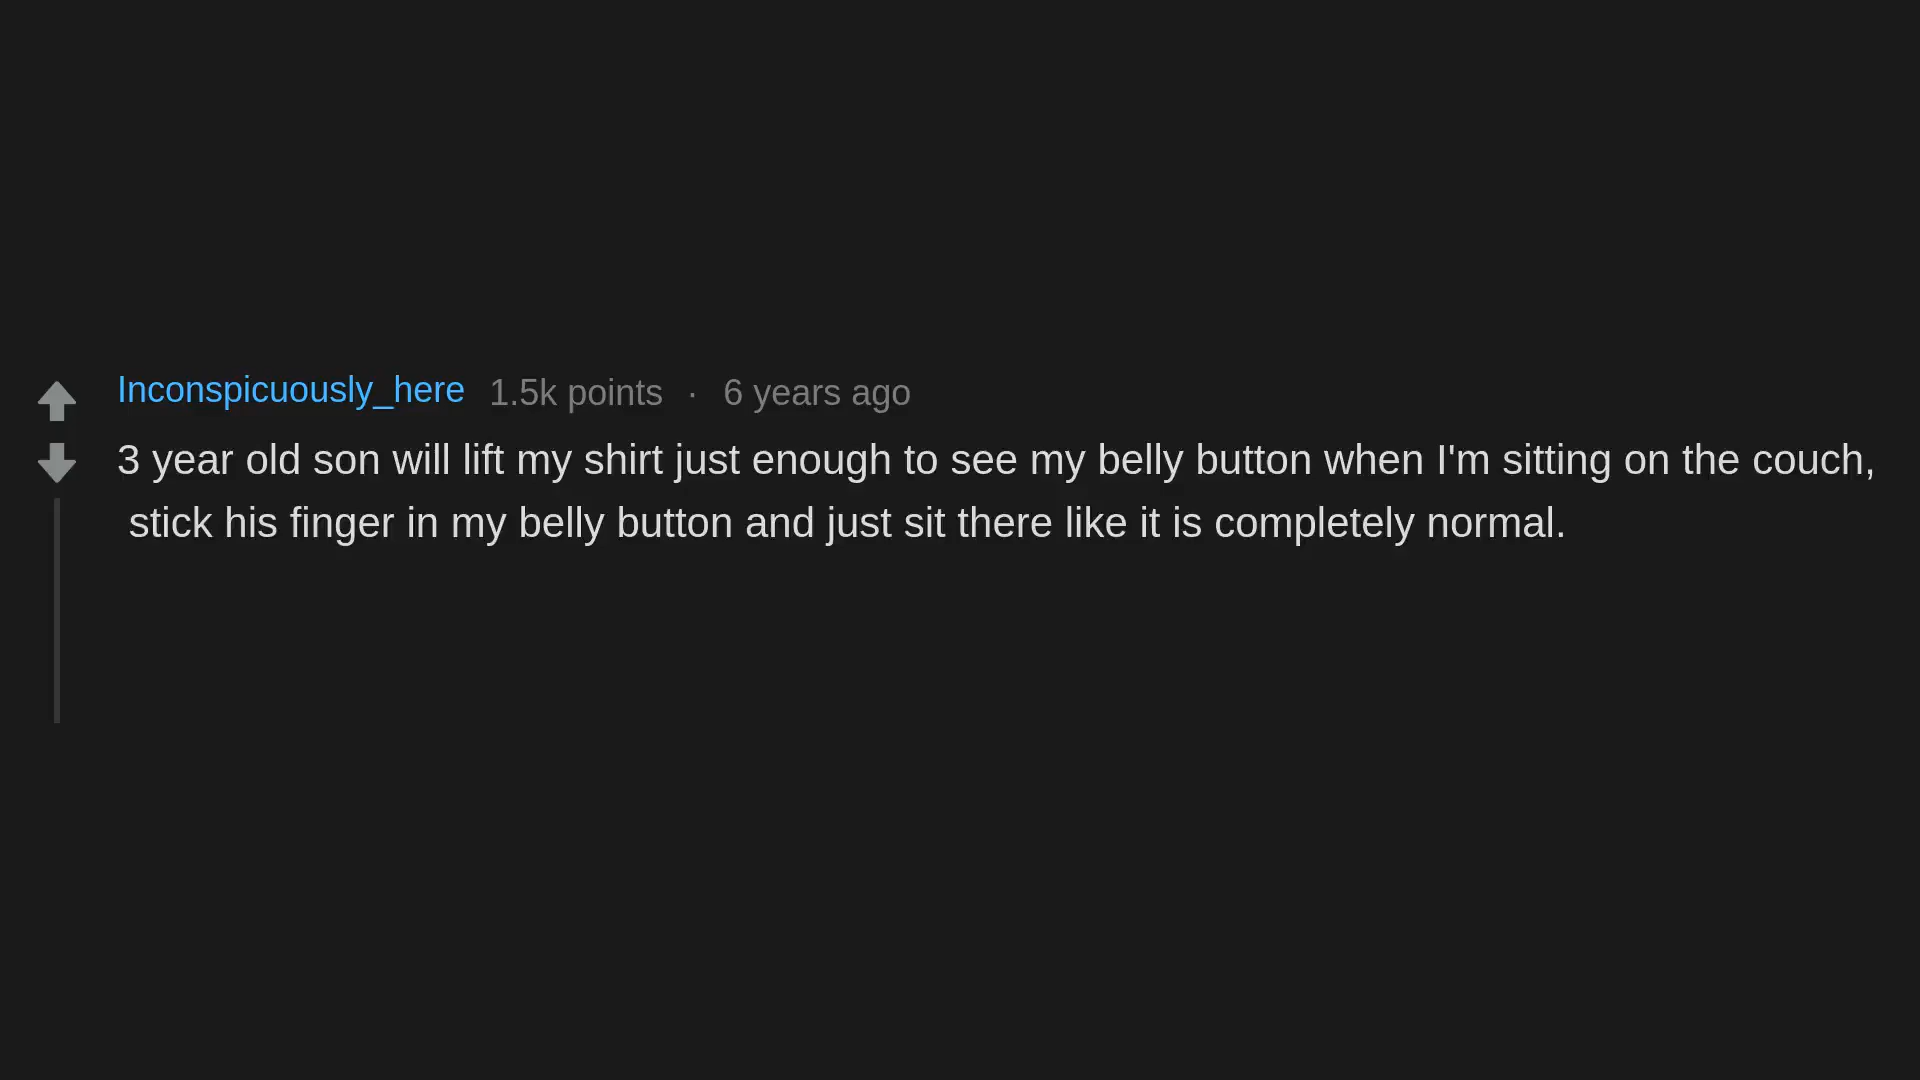 Inconspicuously_here 1.5k points · 6 years ago
3 year old son will lift my shirt just enough to see my belly button when I'm sitting on the couch,
stick his finger in my belly button and just sit there like it is completely normal.